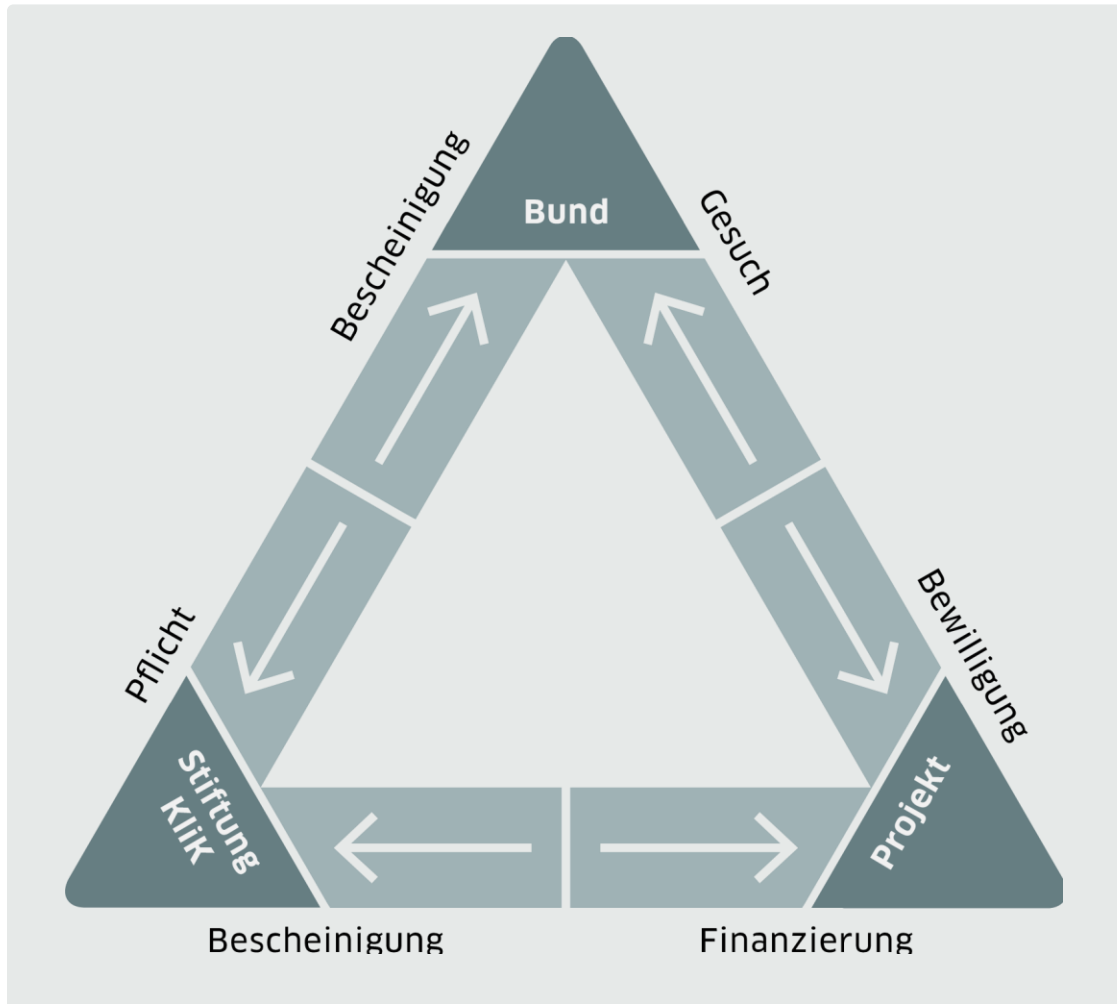 Bund
Bescheinigung
Gesuch
Pflicht
Bewilligung
Stiftung
KliK
Projekt
Bescheinigung
Finanzierung